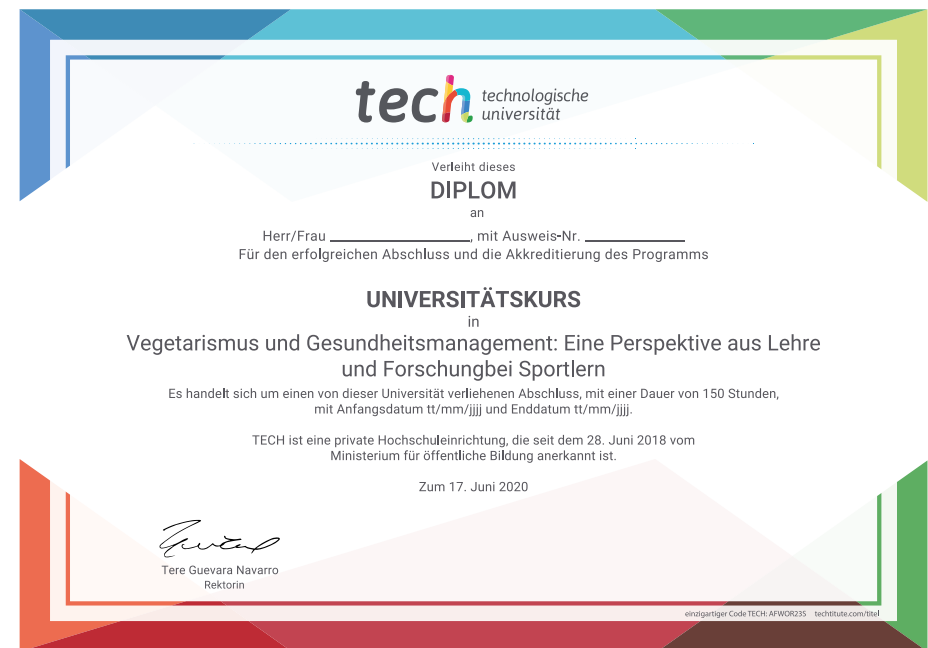 tech technologische
universität
Verleiht dieses
DIPLOM
an
Herr/Frau ____________________, mit Ausweis-Nr. ______________
Für den erfolgreichen Abschluss und die Akkreditierung des Programms
UNIVERSITÄTSKURS
in
Vegetarismus und Gesundheitsmanagement: Eine Perspektive aus Lehre
und Forschungbei Sportlern
Es handelt sich um einen von dieser Universität verliehenen Abschluss, mit einer Dauer von 150 Stunden,
mit Anfangsdatum tt/mm/jjjj und Enddatum tt/mm/jjjj.
TECH ist eine private Hochschuleinrichtung, die seit dem 28. Juni 2018 vom
Ministerium für öffentliche Bildung anerkannt ist.
Zum 17. Juni 2020
Tere Guevara Navarro
Rektorin
einzigartiger Code TECH: AFWOR23S techtitute.com/titel